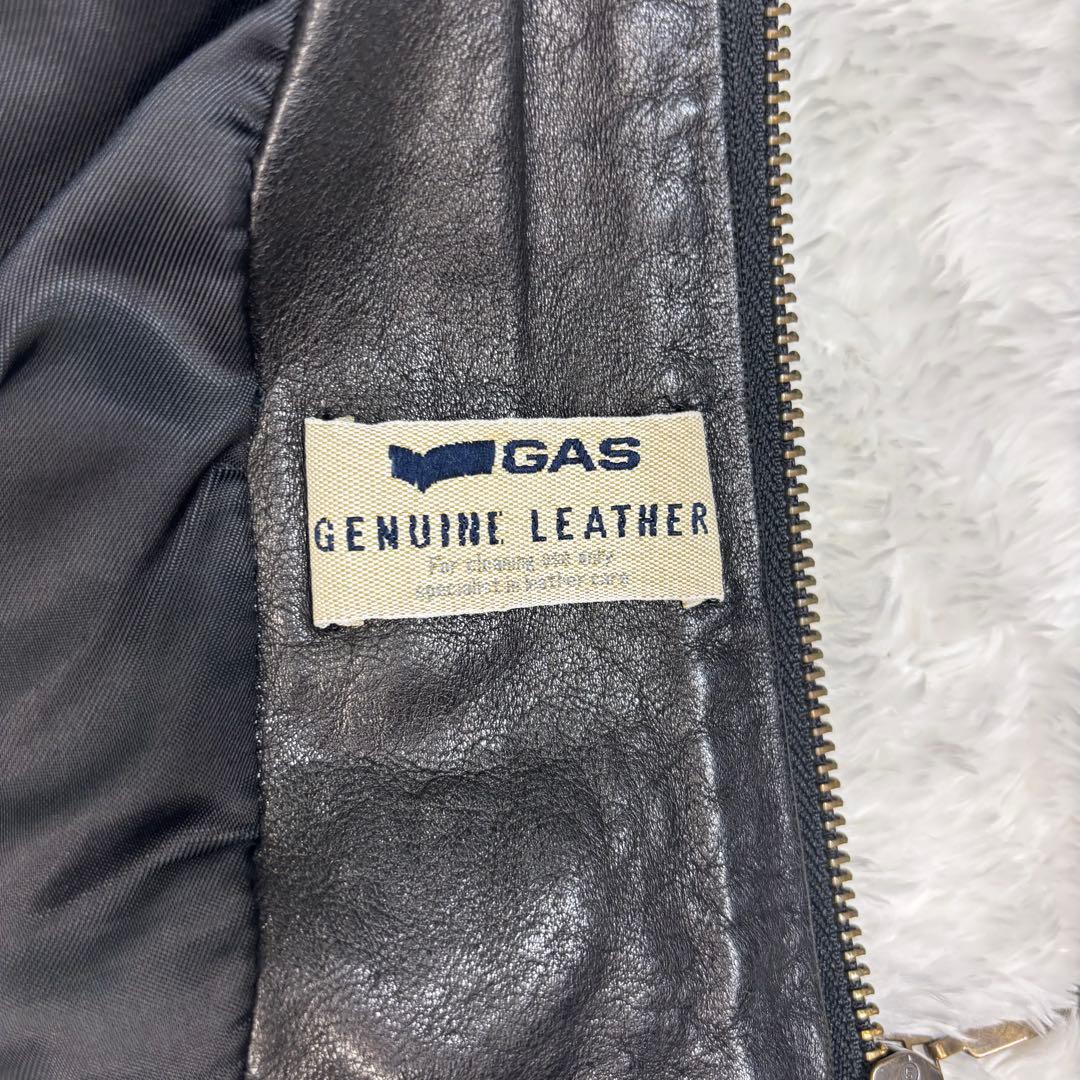 GAS
GENUINE LEATHER
For cleaning use only
specialist in leather care